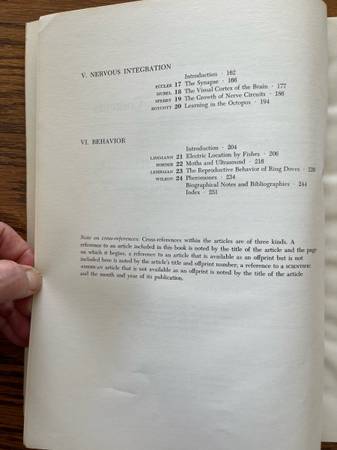 V. NERVOUS INTEGRATION
Introduction · 162
ECCLES 17 The Synapse · 166
HUBEL 18 The Visual Cortex of the Brain · 177
SPERRY 19 The Growth of Nerve Circuits · 186
BOYCOTT 20 Learning in the Octopus · 194
VI. BEHAVIOR
Introduction · 204
LISSMANN 21 Electric Location by Fishes · 206
ROEDER 22 Moths and Ultrasound · 216
LEHRMAN 23 The Reproductive Behavior of Ring Doves ·
WILSON 24 Pheromones · 234
Biographical Notes and Bibliographies · 244
Index · 251
Note on cross-references: Cross-references within the articles are of three kinds. A
reference to an article included in this book is noted by the title of the article and the page
on which it begins; a reference to an article that is available as an offprint but is not
included here is noted by the article's title and offprint number; a reference to a SCIENTIFIC
AMERICAN article that is not available as an offprint is noted by the title of the article
and the month and year of its publication.